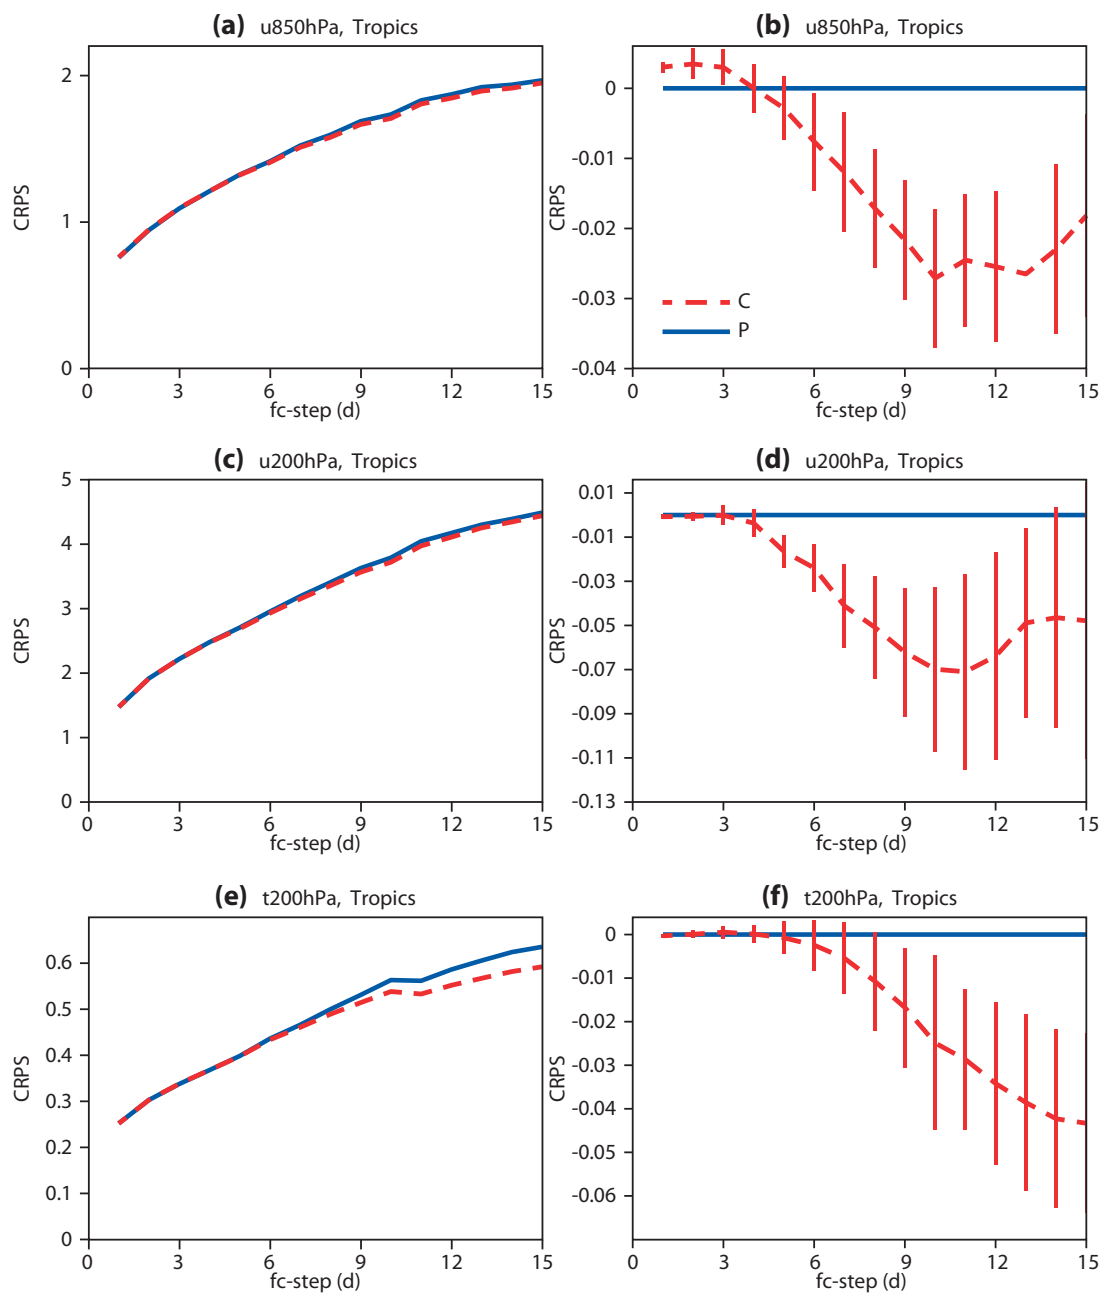 (a) u850hPa, Tropics
2
1
0
CRPS
0 3 6 9 12 15
fc-step (d)
(b) u850hPa, Tropics
0
-0.01
-0.02
-0.03
-0.04
CRPS
C
P
0 3 6 9 12 15
fc-step (d)
(c) u200hPa, Tropics
5
4
3
2
1
0
CRPS
0 3 6 9 12 15
fc-step (d)
(d) u200hPa, Tropics
0.01
-0.01
-0.03
-0.05
-0.07
-0.09
-0.11
-0.13
CRPS
0 3 6 9 12 15
fc-step (d)
(e) t200hPa, Tropics
0.6
0.5
0.4
0.3
0.2
0.1
0
CRPS
0 3 6 9 12 15
fc-step (d)
(f) t200hPa, Tropics
0
-0.01
-0.02
-0.03
-0.04
-0.05
-0.06
CRPS
0 3 6 9 12 15
fc-step (d)